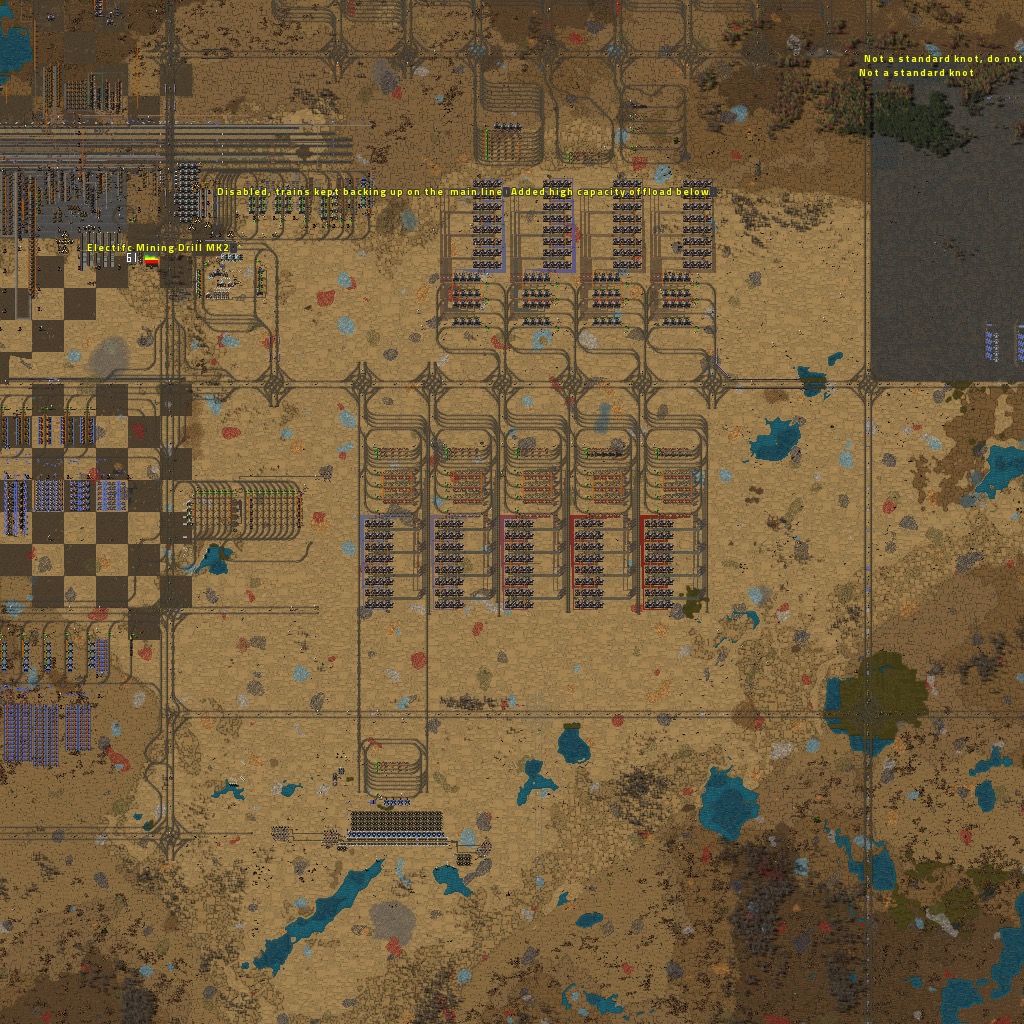 Not a standard knot, do not
Not a standard knot
Disabled, trains kept backing up on the main line Added high capacity offload below
Electifc Mining Drill MK2